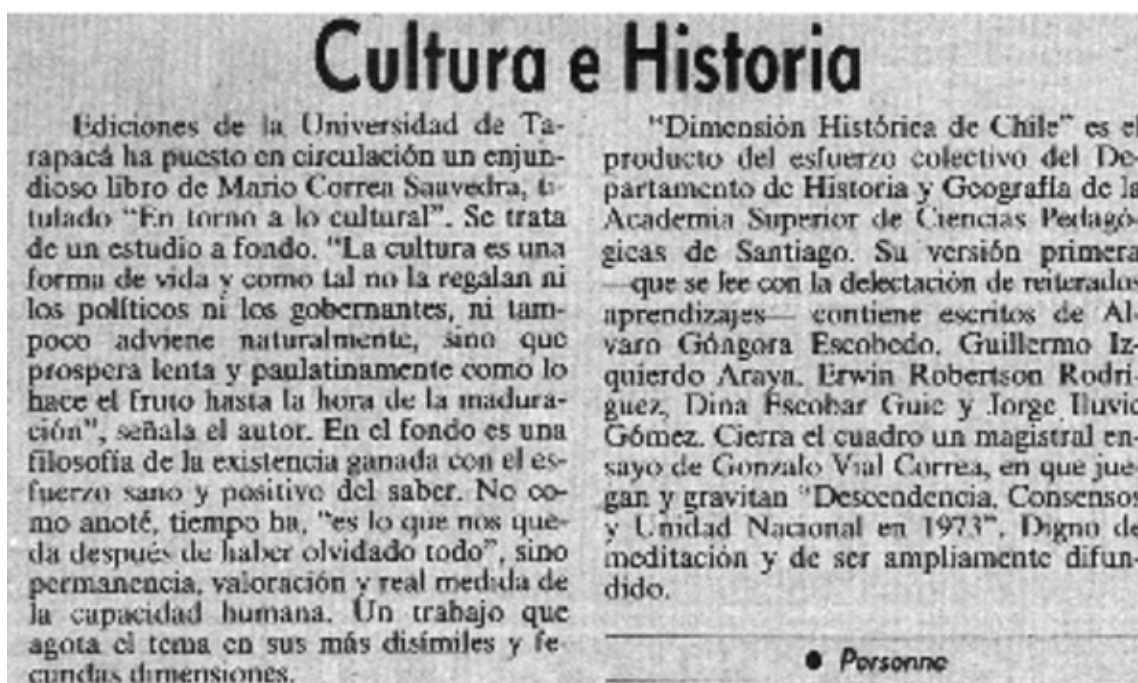 Cultura e Historia
Ediciones de la Universidad de Ta-
rapacá ha puesto en circulación un enjun-
dioso libro de Mario Correa Sauvedra, ti-
tulado "En torno a lo cultural". Se trata
de un estudio a fondo. "La cultura es una
forma de vida y como tal no la regalan ni
los políticos ni los gobernantes, ni tam-
poco adviene naturalmente, sino que
prospera lenta y paulatinamente como lo
hace el fruto hasta la hora de la madura-
ción", señala el autor. En el fondo es una
filosofía de la existencia ganada con el es-
fuerzo sano y positivo del saber. No co-
mo anoté, tiempo ha, "es lo que nos que-
da después de haber olvidado todo", sino
permanencia, valoración y real medida de
la capacidad humana. Un trabajo que
agota el tema en sus más disímiles y fe-
cundas dimensiones.
"Dimensión Histórica de Chile" es el
producto del esfuerzo colectivo del De-
partamento de Historia y Geografía de la
Academia Superior de Ciencias Pedagó-
gicas de Santiago. Su versión primera
—que se lee con la delectación de reiterados
aprendizajes— contiene escritos de Al-
varo Góngora Escobedo, Guillermo Iz-
quierdo Araya, Erwin Robertson Rodrí-
guez, Dina Escobar Guic y Jorge Iluvic
Gómez. Cierra el cuadro un magistral en-
sayo de Gonzalo Vial Correa, en que jue-
gan y gravitan "Descendencia, Consensos
y Unidad Nacional en 1973". Digno de
meditación y de ser ampliamente difun-
dido.
● Personne